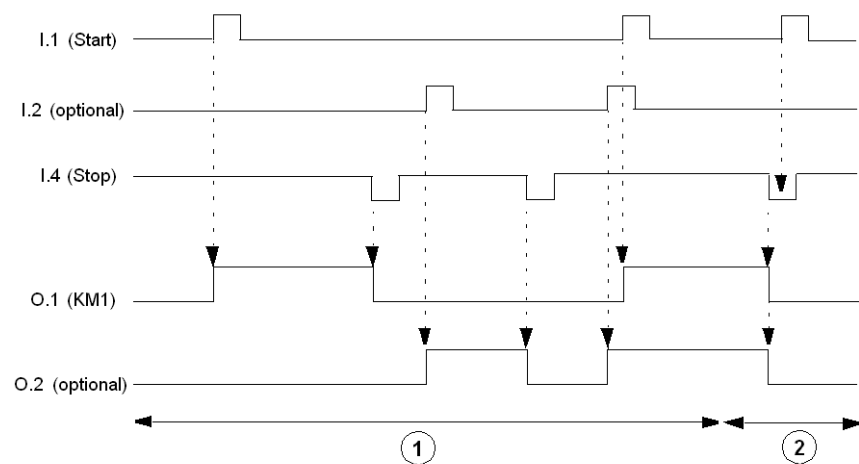 I.1 (Start)
I.2 (optional)
I.4 (Stop)
O.1 (KM1)
O.2 (optional)
1
2